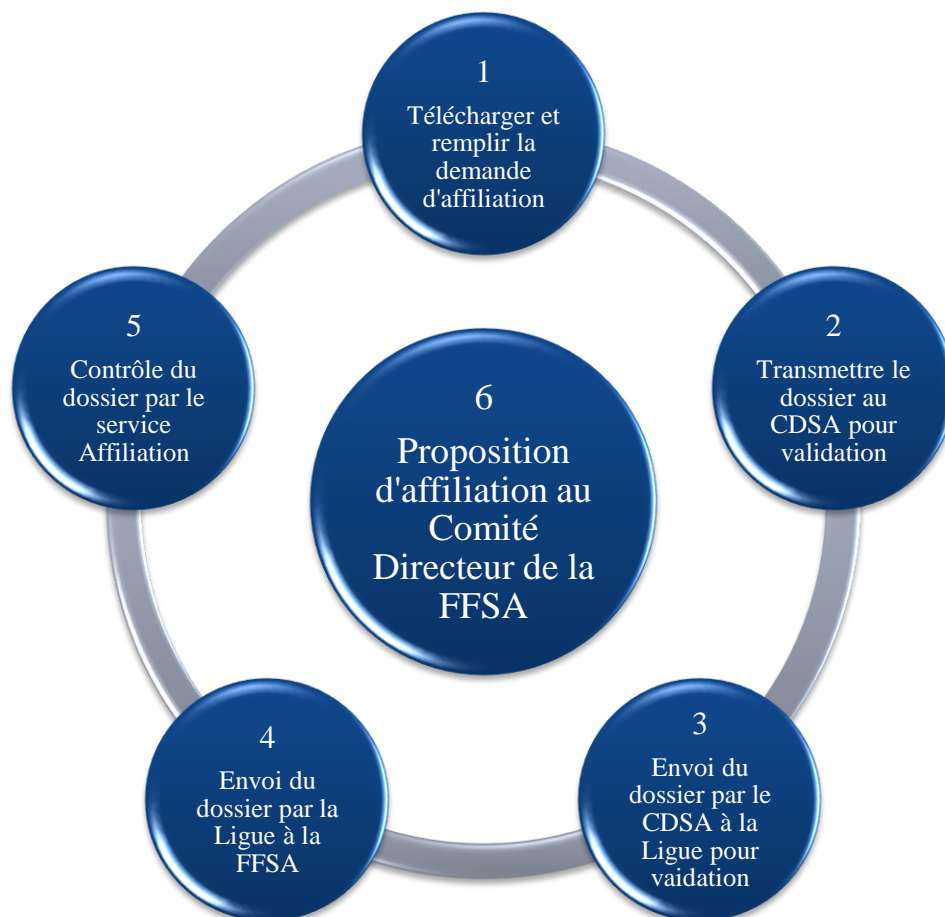 1
Télécharger et
remplir la
demande
d'affiliation
2
Transmettre le
dossier au
CDSA pour
validation
3
Envoi du
dossier par le
CDSA à la
Ligue pour
vaidation
4
Envoi du
dossier par la
Ligue à la
FFSA
5
Contrôle du
dossier par le
service
Affiliation
6
Proposition
d'affiliation au
Comité
Directeur de la
FFSA